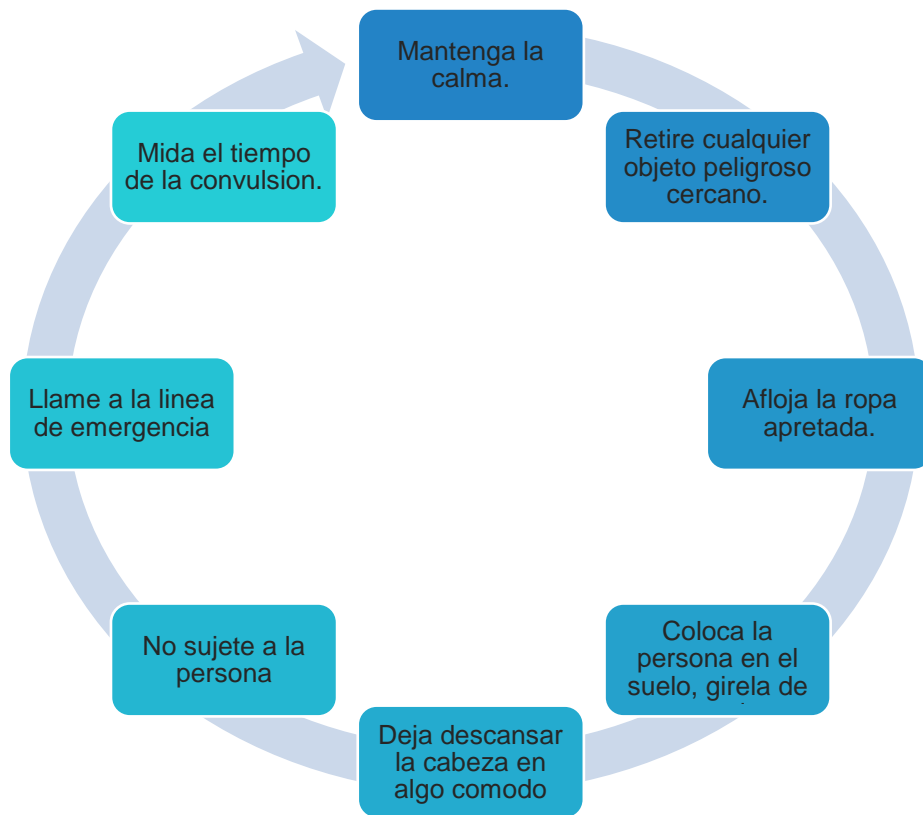 Mantenga la
calma.
Retire cualquier
objeto peligroso
cercano.
Afloja la ropa
apretada.
Coloca la
persona en el
suelo, girela de
Deja descansar
la cabeza en
algo comodo
No sujete a la
persona
Llame a la linea
de emergencia
Mida el tiempo
de la convulsion.